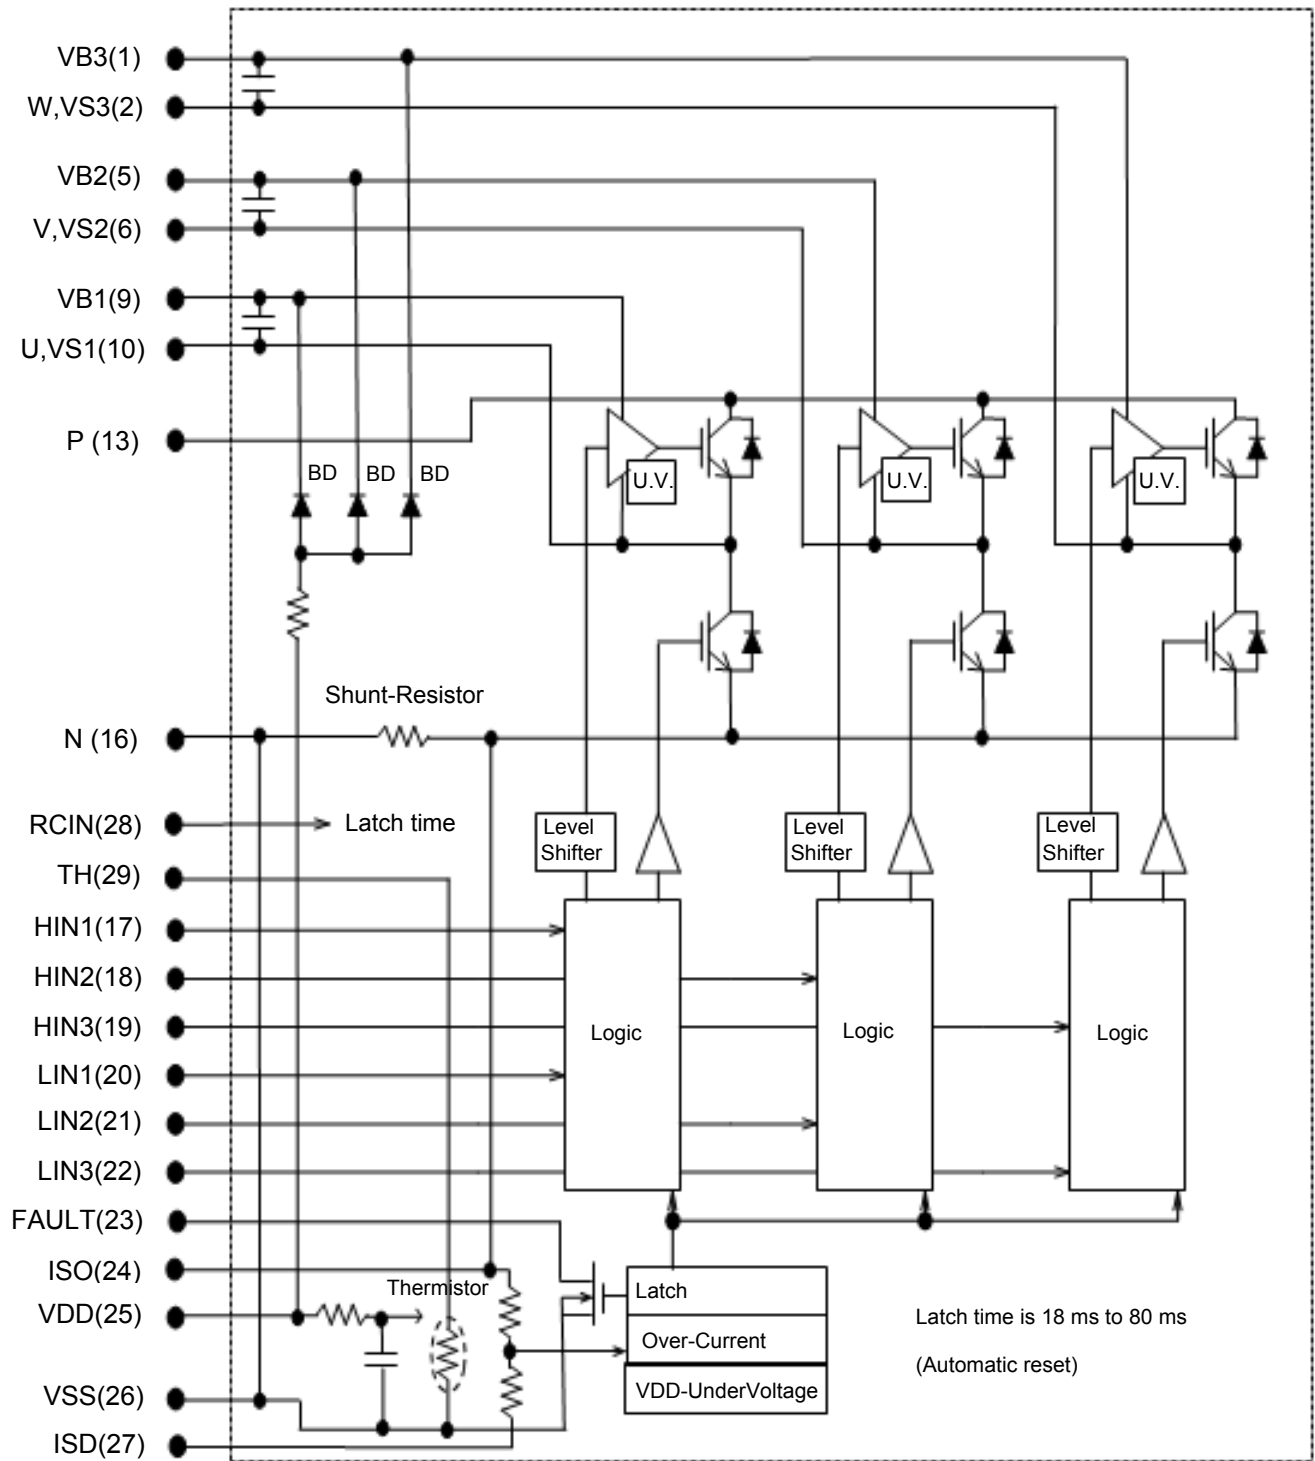 VB3(1)
W,VS3(2)
VB2(5)
V,VS2(6)
VB1(9)
U,VS1(10)
P (13)
BD
BD
BD
U.V.
U.V.
U.V.
Shunt-Resistor
N (16)
RCIN(28)
Latch time
Level
Shifter
Level
Shifter
Level
Shifter
TH(29)
HIN1(17)
HIN2(18)
HIN3(19)
Logic
Logic
Logic
LIN1(20)
LIN2(21)
LIN3(22)
FAULT(23)
ISO(24)
Thermistor
Latch
VDD(25)
Over-Current
VDD-UnderVoltage
Latch time is 18 ms to 80 ms
(Automatic reset)
VSS(26)
ISD(27)